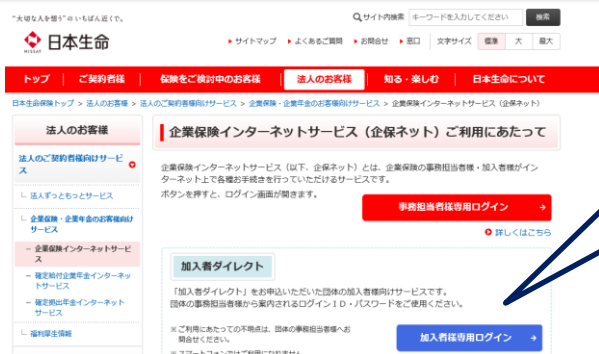 "大切な人を想う"のいちばん近くで。
サイト内検索 キーワードを入力してください 検索
NISSAY 日本生命
サイトマップ よくあるご質問 お問合せ 窓口 文字サイズ 標準 大 最大
トップ ご契約者様 保険をご検討中のお客様 法人のお客様 知る・楽しむ 日本生命について
日本生命保険トップ > 法人のお客様 > 法人のご契約者様向けサービス > 企業保険・企業年金のお客様向けサービス > 企業保険インターネットサービス（企保ネット）
法人のお客様
法人のご契約者様向けサービ
ス
法人ずっともっとサービス
企業保険・企業年金のお客様向け
サービス
企業保険インターネットサービ
ス
確定給付企業年金インターネッ
トサービス
確定拠出年金インターネット
サービス
福利厚生情報
企業保険インターネットサービス（企保ネット）ご利用にあたって
企業保険インターネットサービス（以下、企保ネット）とは、企業保険の事務担当者様・加入者様がイン
ターネット上で各種お手続きを行っていただけるサービスです。
ボタンを押すと、ログイン画面が開きます。
事務担当者様専用ログイン →
詳しくはこちら
加入者ダイレクト
「加入者ダイレクト」をお申込いただいた団体の加入者様向けサービスです。
団体の事務担当者様から案内されるログインＩＤ・パスワードをご使用ください。
※ご利用にあたっての不明点は、団体の事務担当者様へお
問合せください。
加入者様専用ログイン →
※スマートフォンではご利用になれません